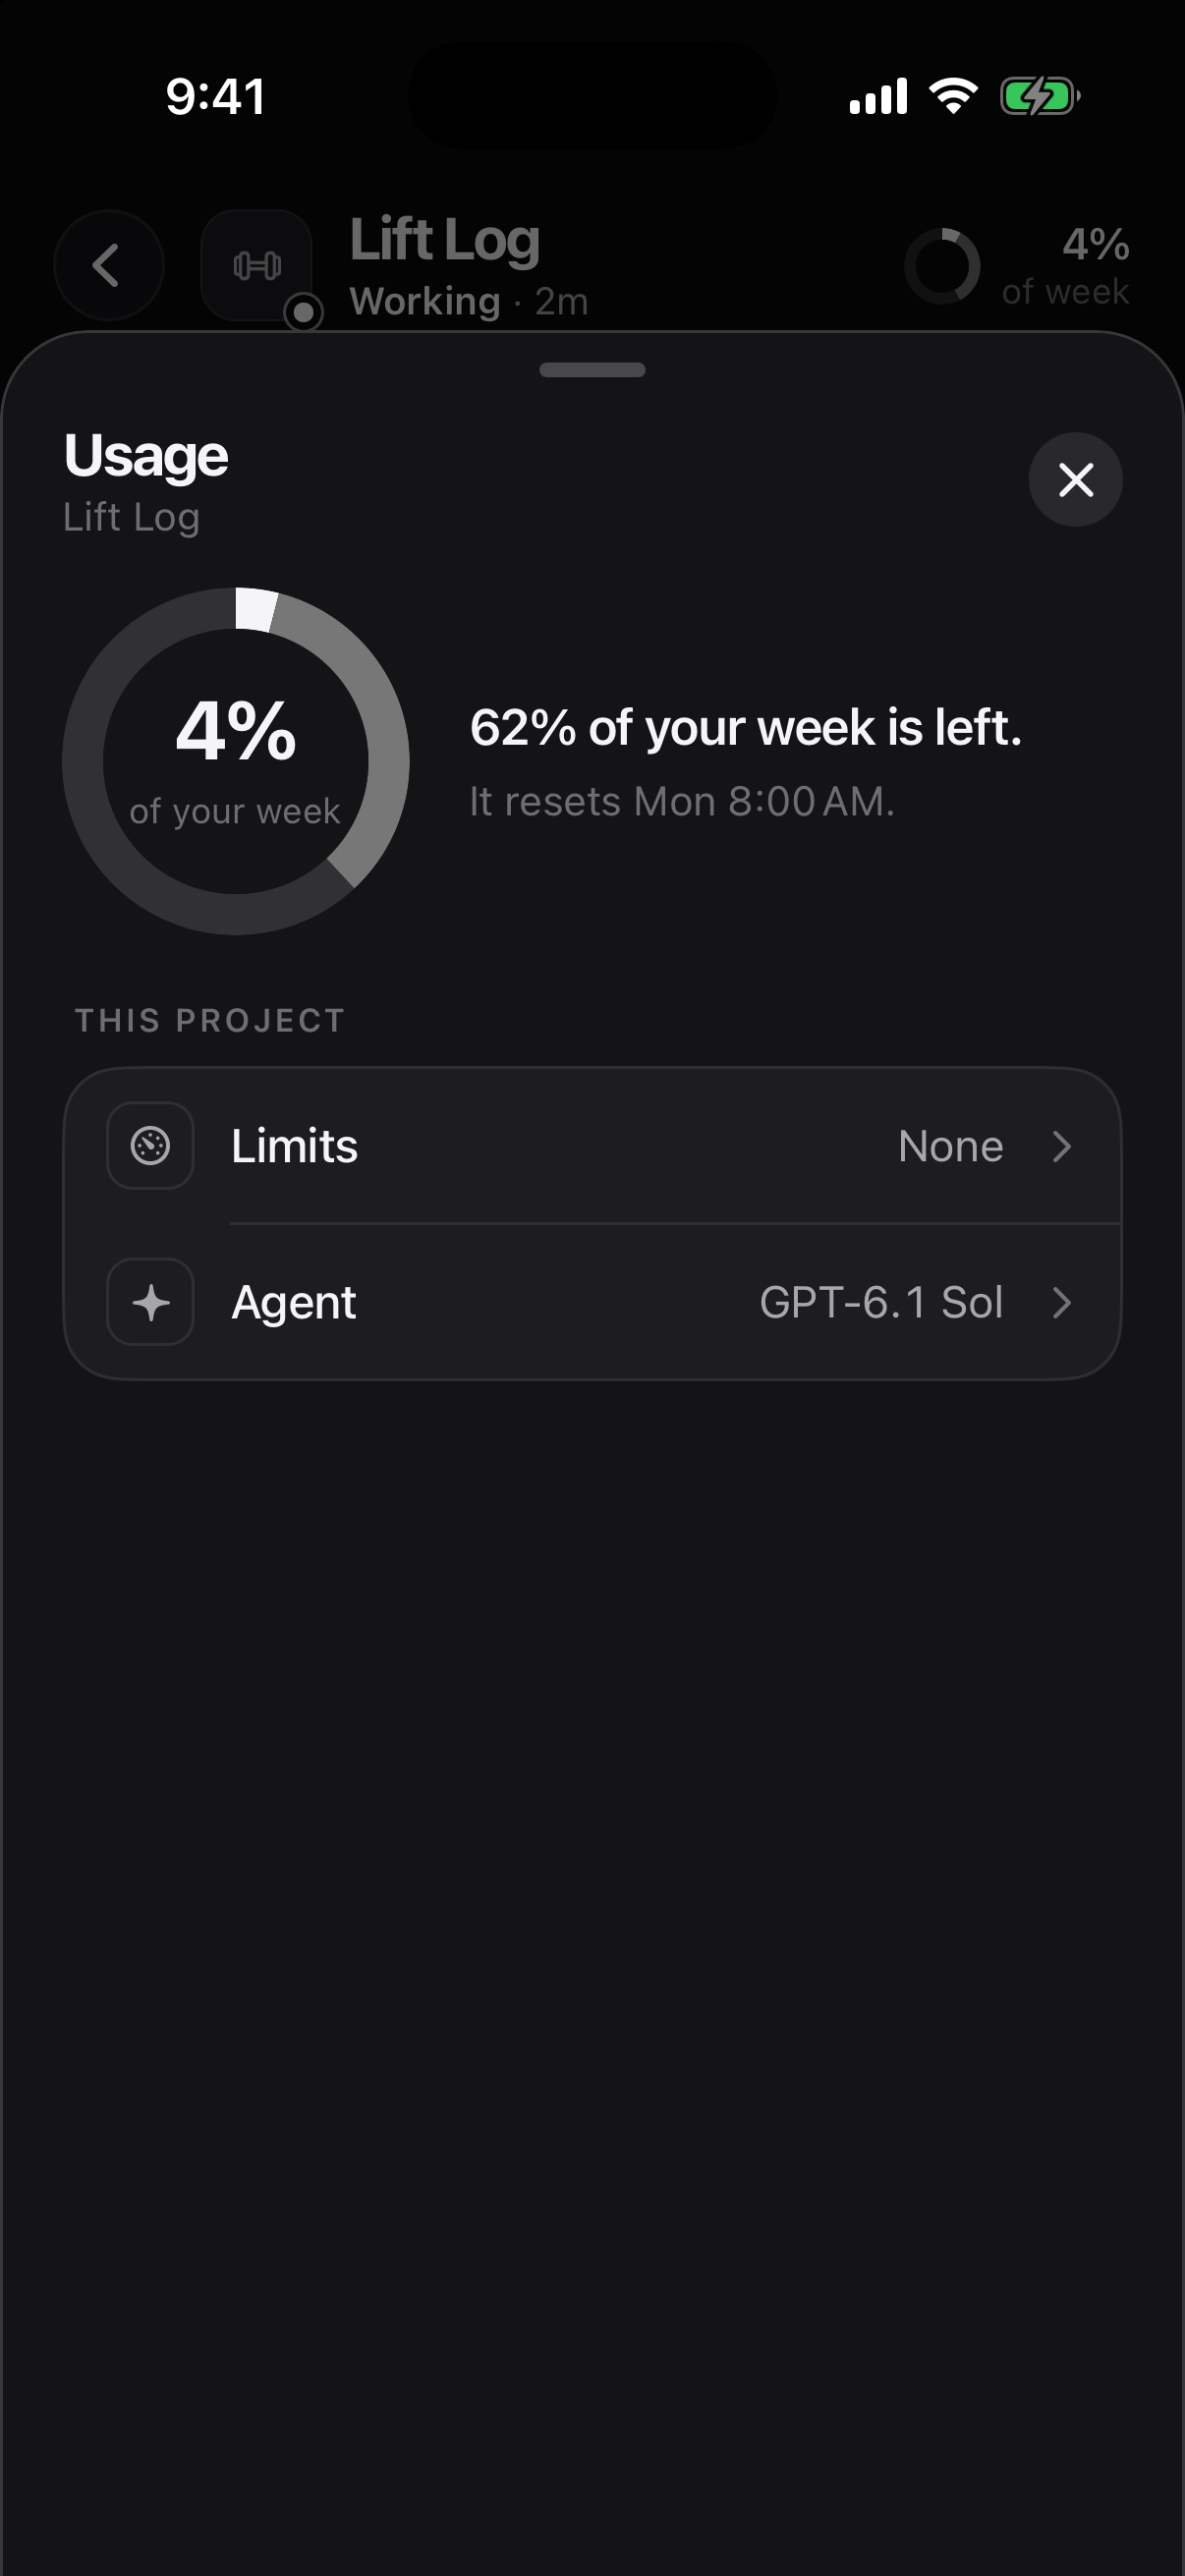 9:41
Lift Log
Working · 2m
4%
of week
Usage
Lift Log
4%
of your week
62% of your week is left.
It resets Mon 8:00 AM.
THIS PROJECT
Limits
None
Agent
GPT-6.1 Sol